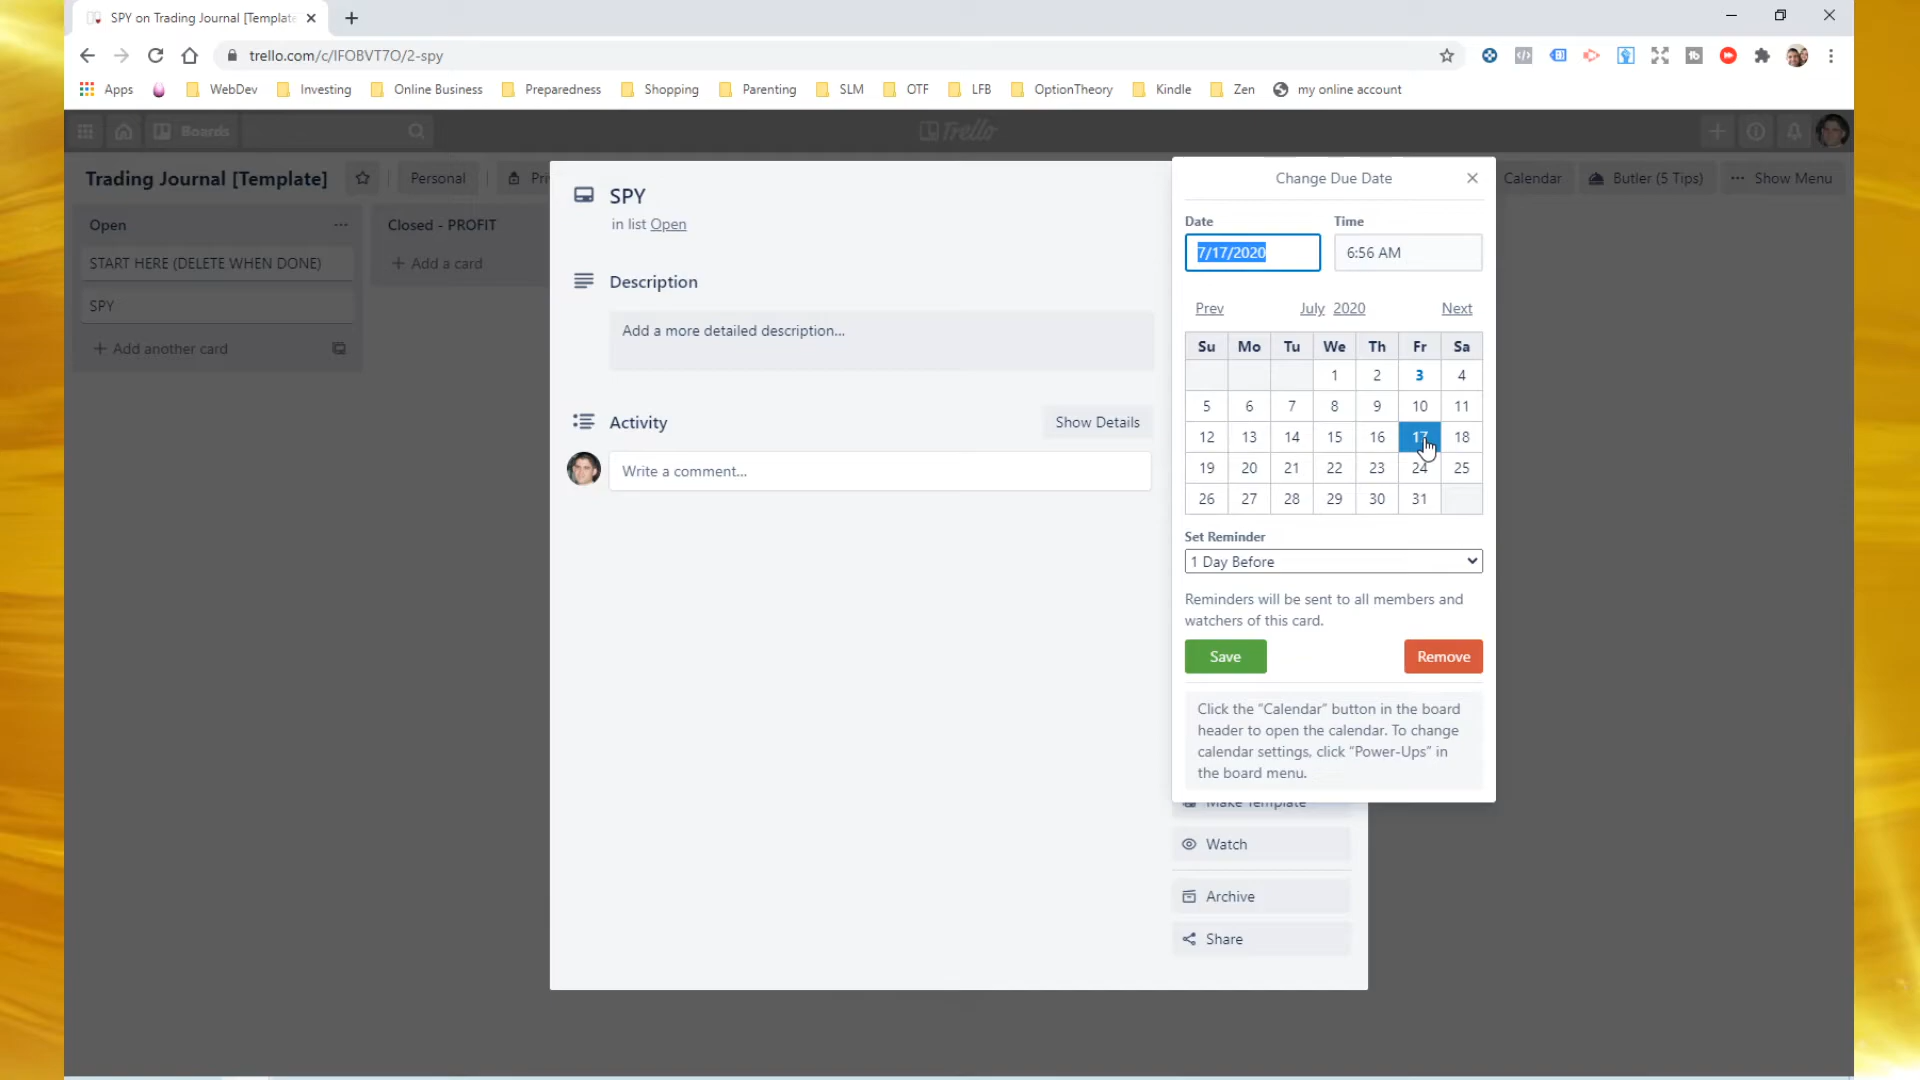 SPY on Trading Journal [Template
trello.com/c/IFOBVT7O/2-spy
Apps WebDev Investing Online Business Preparedness Shopping Parenting SLM OTF LFB OptionTheory Kindle Zen my online account
Boards Trello
Trading Journal [Template] Personal Pri Calendar Butler (5 Tips) ... Show Menu
Open ...
START HERE (DELETE WHEN DONE)
SPY
+ Add another card
Closed - PROFIT
+ Add a card
SPY
in list Open
Description
Add a more detailed description...
Activity Show Details
Write a comment...
Change Due Date
Date Time
7/17/2020 6:56 AM
Prev July 2020 Next
Su Mo Tu We Th Fr Sa
1 2 3 4
5 6 7 8 9 10 11
12 13 14 15 16 17 18
19 20 21 22 23 24 25
26 27 28 29 30 31
Set Reminder
1 Day Before
Reminders will be sent to all members and
watchers of this card.
Save Remove
Click the “Calendar” button in the board
header to open the calendar. To change
calendar settings, click “Power-Ups” in
the board menu.
Make Template
Watch
Archive
Share